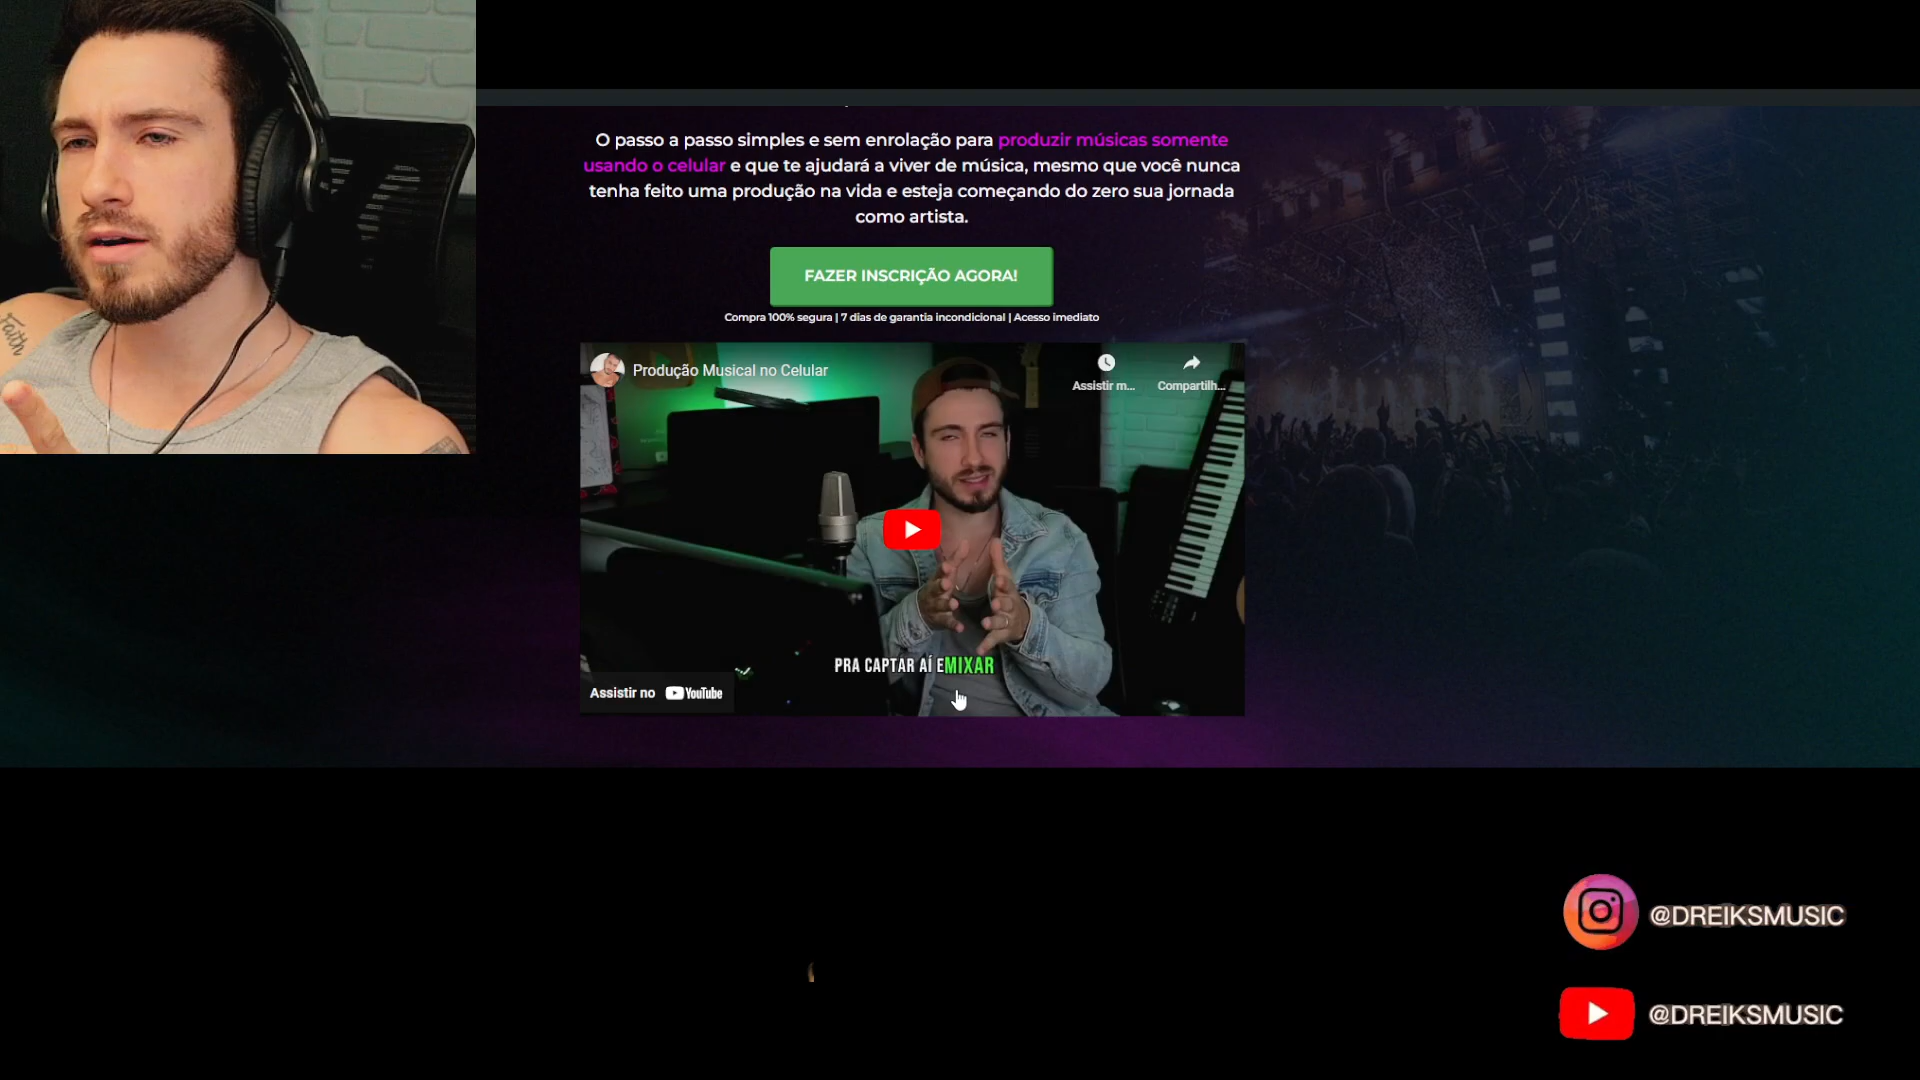 Faith
O passo a passo simples e sem enrolação para produzir músicas somente
usando o celular e que te ajudará a viver de música, mesmo que você nunca
tenha feito uma produção na vida e esteja começando do zero sua jornada
como artista.
FAZER INSCRIÇÃO AGORA!
Compra 100% segura | 7 dias de garantia incondicional | Acesso imediato
Produção Musical no Celular
Assistir m...
Compartilh...
PRA CAPTAR AÍ EMIXAR
Assistir no YouTube
@DREIKSMUSIC
@DREIKSMUSIC